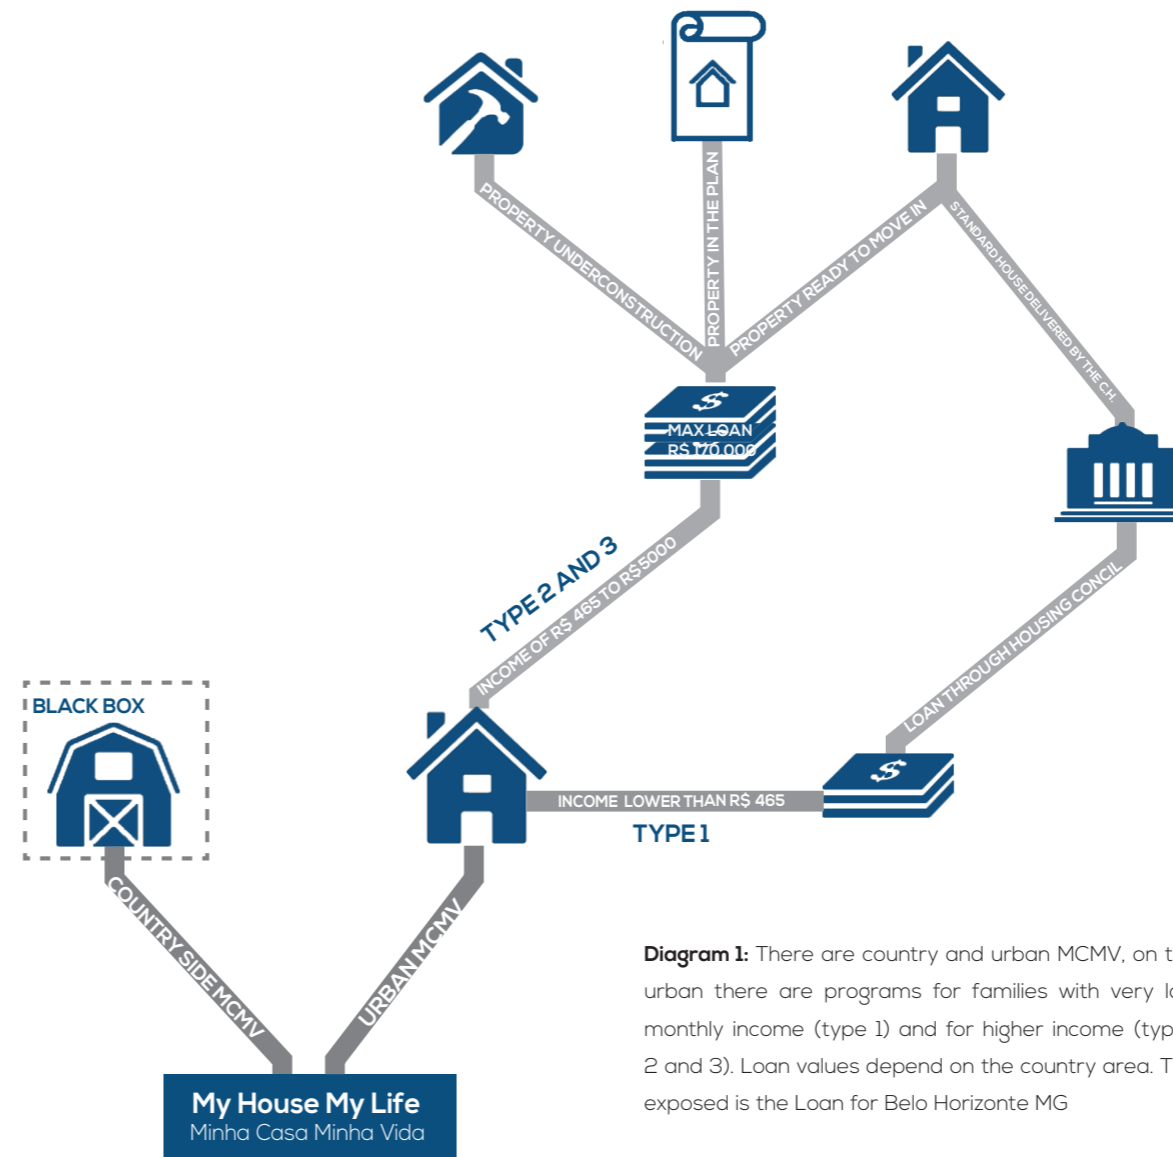 PROPERTY UNDERCONSTRUCTION
PROPERTY IN THE PLAN
PROPERTY READY TO MOVE IN
STANDARD HOUSE DELIVERED BY THE C.H.
$
MAX LOAN
R$ 170.000
TYPE 2 AND 3
INCOME OF R$ 465 TO R$5000
LOAN THROUGH HOUSING CONCIL
BLACK BOX
$
INCOME LOWER THAN R$ 465
TYPE 1
COUNTRY SIDE MCMV
URBAN MCMV
Diagram 1: There are country and urban MCMV, on
urban there are programs for families with very
monthly income (type 1) and for higher income
2 and 3). Loan values depend on the country area.
exposed is the Loan for Belo Horizonte MG
My House My Life
Minha Casa Minha Vida